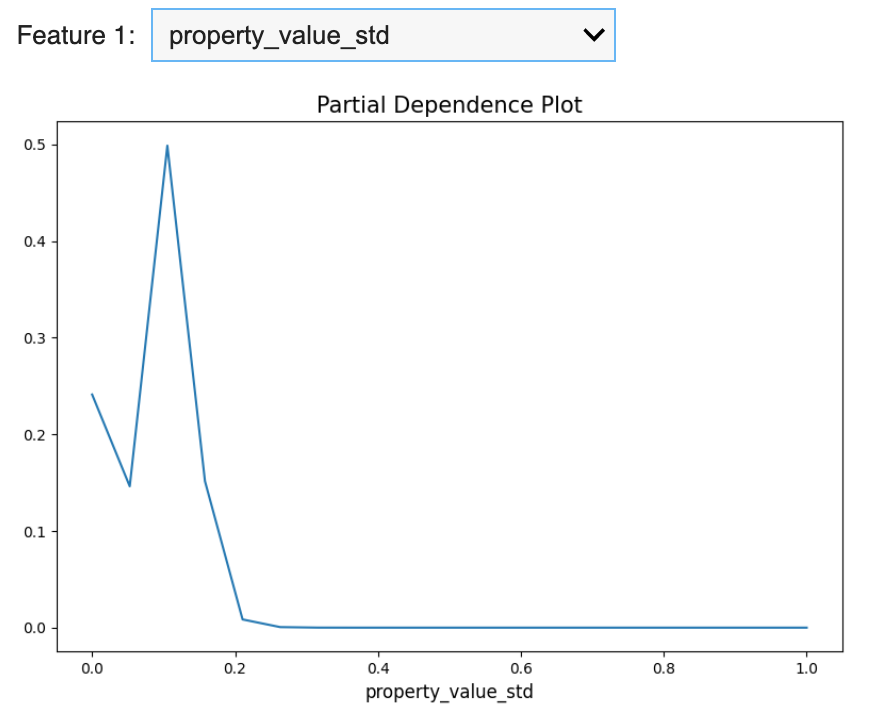 Feature 1: property_value_std
Partial Dependence Plot
0.5
0.4
0.3
0.2
0.1
0.0
0.0 0.2 0.4 0.6 0.8 1.0
property_value_std